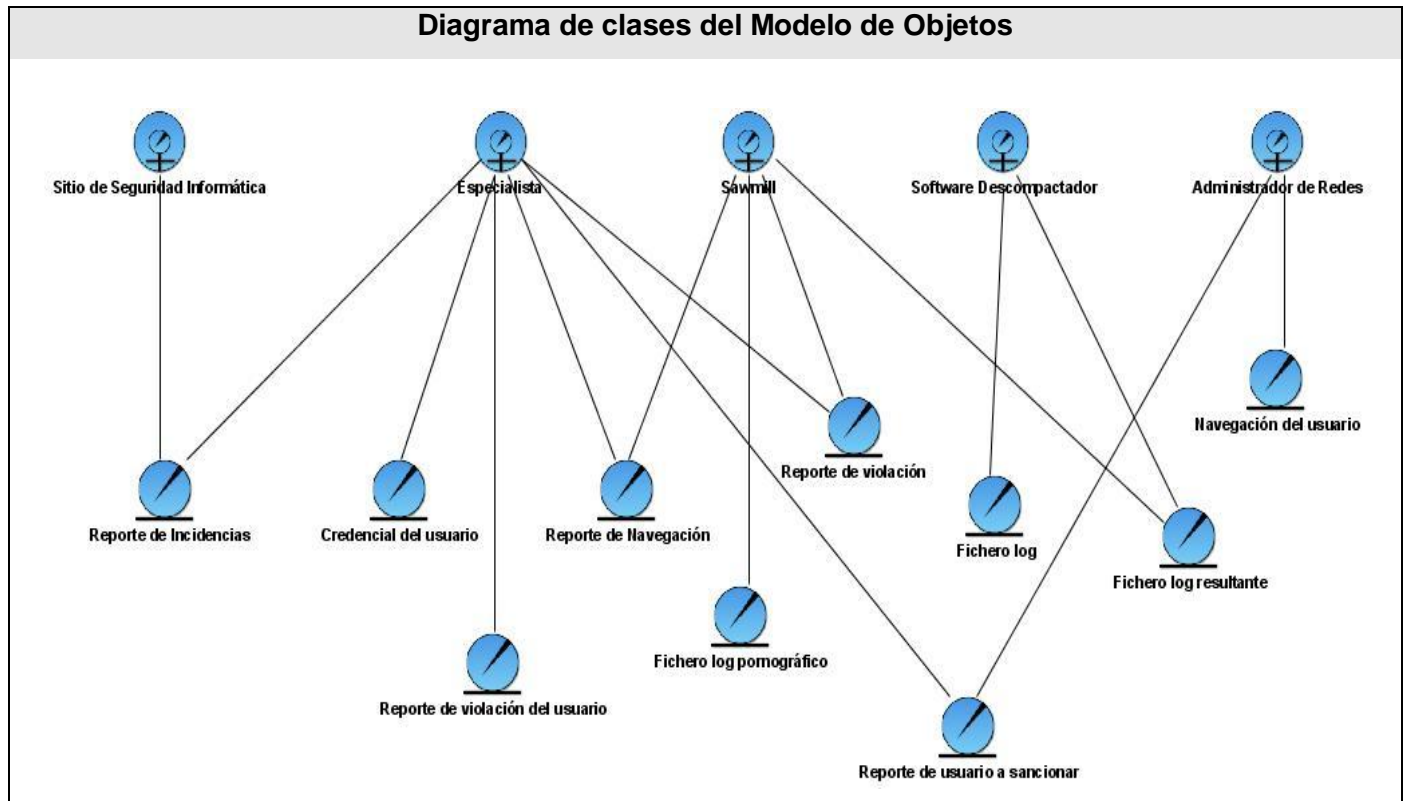 Diagrama de clases del Modelo de Objetos
Sitio de Seguridad Informática
Especialista
Sawmill
Software Descompactador
Administrador de Redes
Navegación del usuario
Reporte de violación
Reporte de Incidencias
Credencial del usuario
Reporte de Navegación
Fichero log
Fichero log resultante
Fichero log pornográfico
Reporte de violación del usuario
Reporte de usuario a sancionar